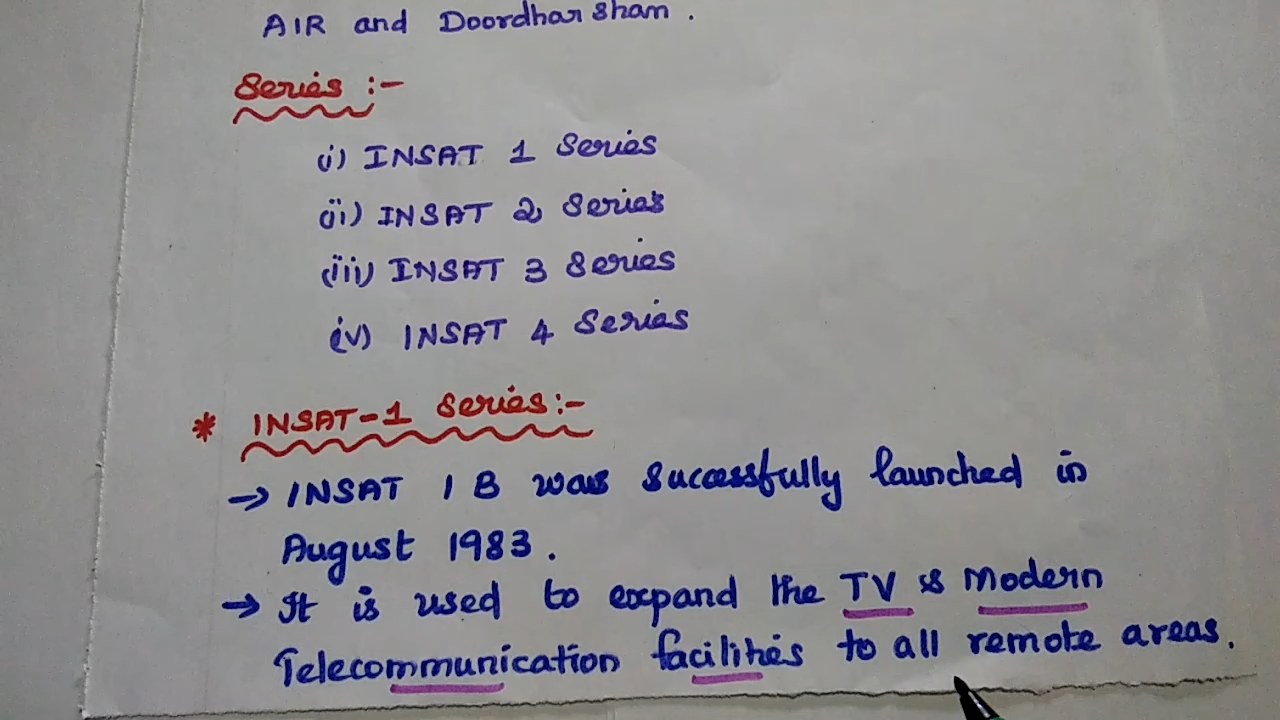 AIR and Doordharsham.
Series :-
(i) INSAT 1 Series
(ii) INSAT 2 Series
(iii) INSAT 3 Series
(iv) INSAT 4 Series
* INSAT-1 Series:-
→ INSAT 1 B was sucessfully launched in
August 1983.
→ It is used to expand the TV & Modern
Telecommunication facilities to all remote areas.